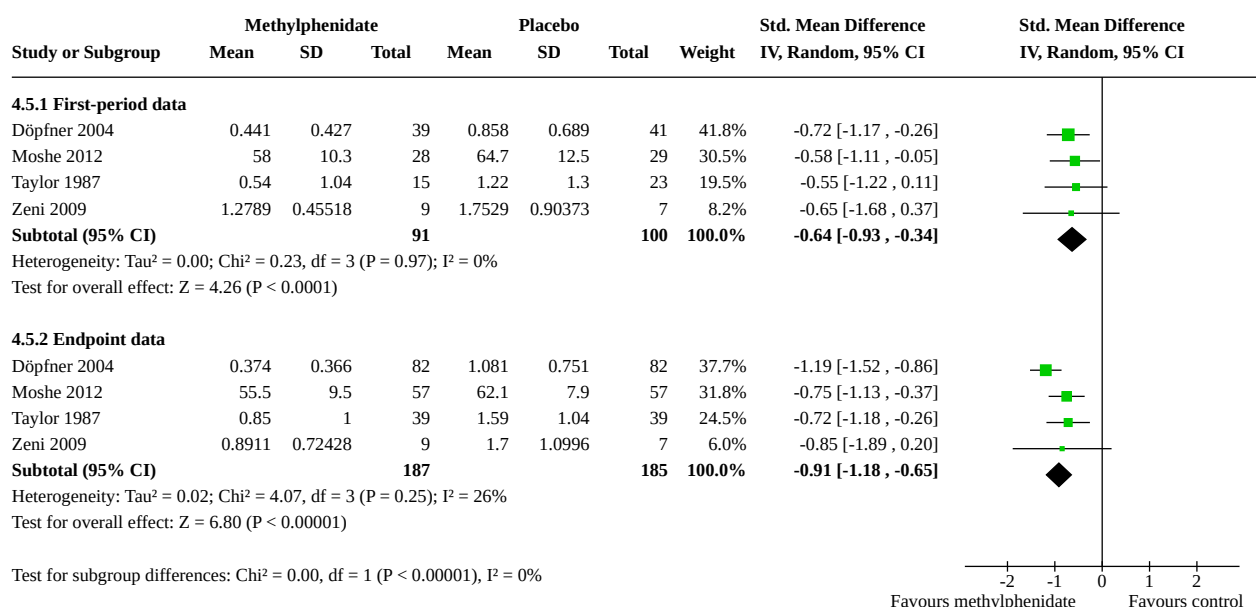 Methylphenidate Placebo Std. Mean Difference Std. Mean Difference
Study or Subgroup Mean SD Total Mean SD Total Weight IV, Random, 95% CI IV, Random, 95% CI
4.5.1 First-period data
Döpfner 2004 0.441 0.427 39 0.858 0.689 41 41.8% -0.72 [-1.17 , -0.26]
Moshe 2012 58 10.3 28 64.7 12.5 29 30.5% -0.58 [-1.11 , -0.05]
Taylor 1987 0.54 1.04 15 1.22 1.3 23 19.5% -0.55 [-1.22 , 0.11]
Zeni 2009 1.2789 0.45518 9 1.7529 0.90373 7 8.2% -0.65 [-1.68 , 0.37]
Subtotal (95% CI) 91 100 100.0% -0.64 [-0.93 , -0.34]
Heterogeneity: Tau² = 0.00; Chi² = 0.23, df = 3 (P = 0.97); I² = 0%
Test for overall effect: Z = 4.26 (P < 0.0001)
4.5.2 Endpoint data
Döpfner 2004 0.374 0.366 82 1.081 0.751 82 37.7% -1.19 [-1.52 , -0.86]
Moshe 2012 55.5 9.5 57 62.1 7.9 57 31.8% -0.75 [-1.13 , -0.37]
Taylor 1987 0.85 1 39 1.59 1.04 39 24.5% -0.72 [-1.18 , -0.26]
Zeni 2009 0.8911 0.72428 9 1.7 1.0996 7 6.0% -0.85 [-1.89 , 0.20]
Subtotal (95% CI) 187 185 100.0% -0.91 [-1.18 , -0.65]
Heterogeneity: Tau² = 0.02; Chi² = 4.07, df = 3 (P = 0.25); I² = 26%
Test for overall effect: Z = 6.80 (P < 0.00001)
Test for subgroup differences: Chi² = 0.00, df = 1 (P < 0.00001), I² = 0%
-2 -1 0 1 2
Favours methylphenidate Favours control